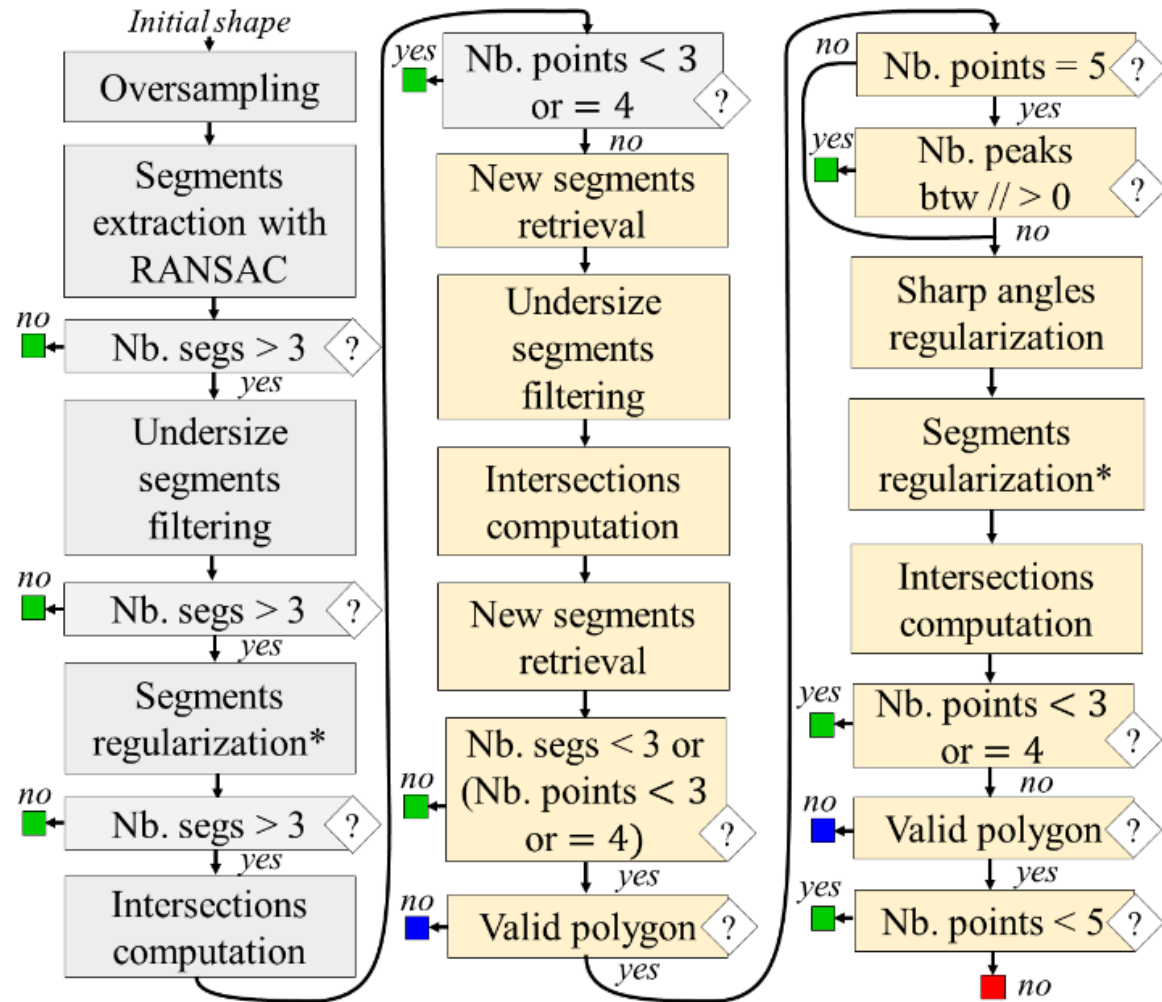 Initial shape
Oversampling
Segments
extraction with
RANSAC
no
Nb. segs > 3
?
yes
Undersize
segments
filtering
no
Nb. segs > 3
?
yes
Segments
regularization*
no
Nb. segs > 3
?
yes
Intersections
computation
yes
Nb. points < 3
or = 4
?
no
New segments
retrieval
Undersize
segments
filtering
Intersections
computation
New segments
retrieval
Nb. segs < 3 or
(Nb. points < 3
or = 4)
no
?
yes
no
Valid polygon
?
yes
no
Nb. points = 5
?
yes
yes
Nb. peaks
btw // > 0
?
no
Sharp angles
regularization
Segments
regularization*
Intersections
computation
yes
Nb. points < 3
or = 4
?
no
no
Valid polygon
?
yes
yes
Nb. points < 5
?
no